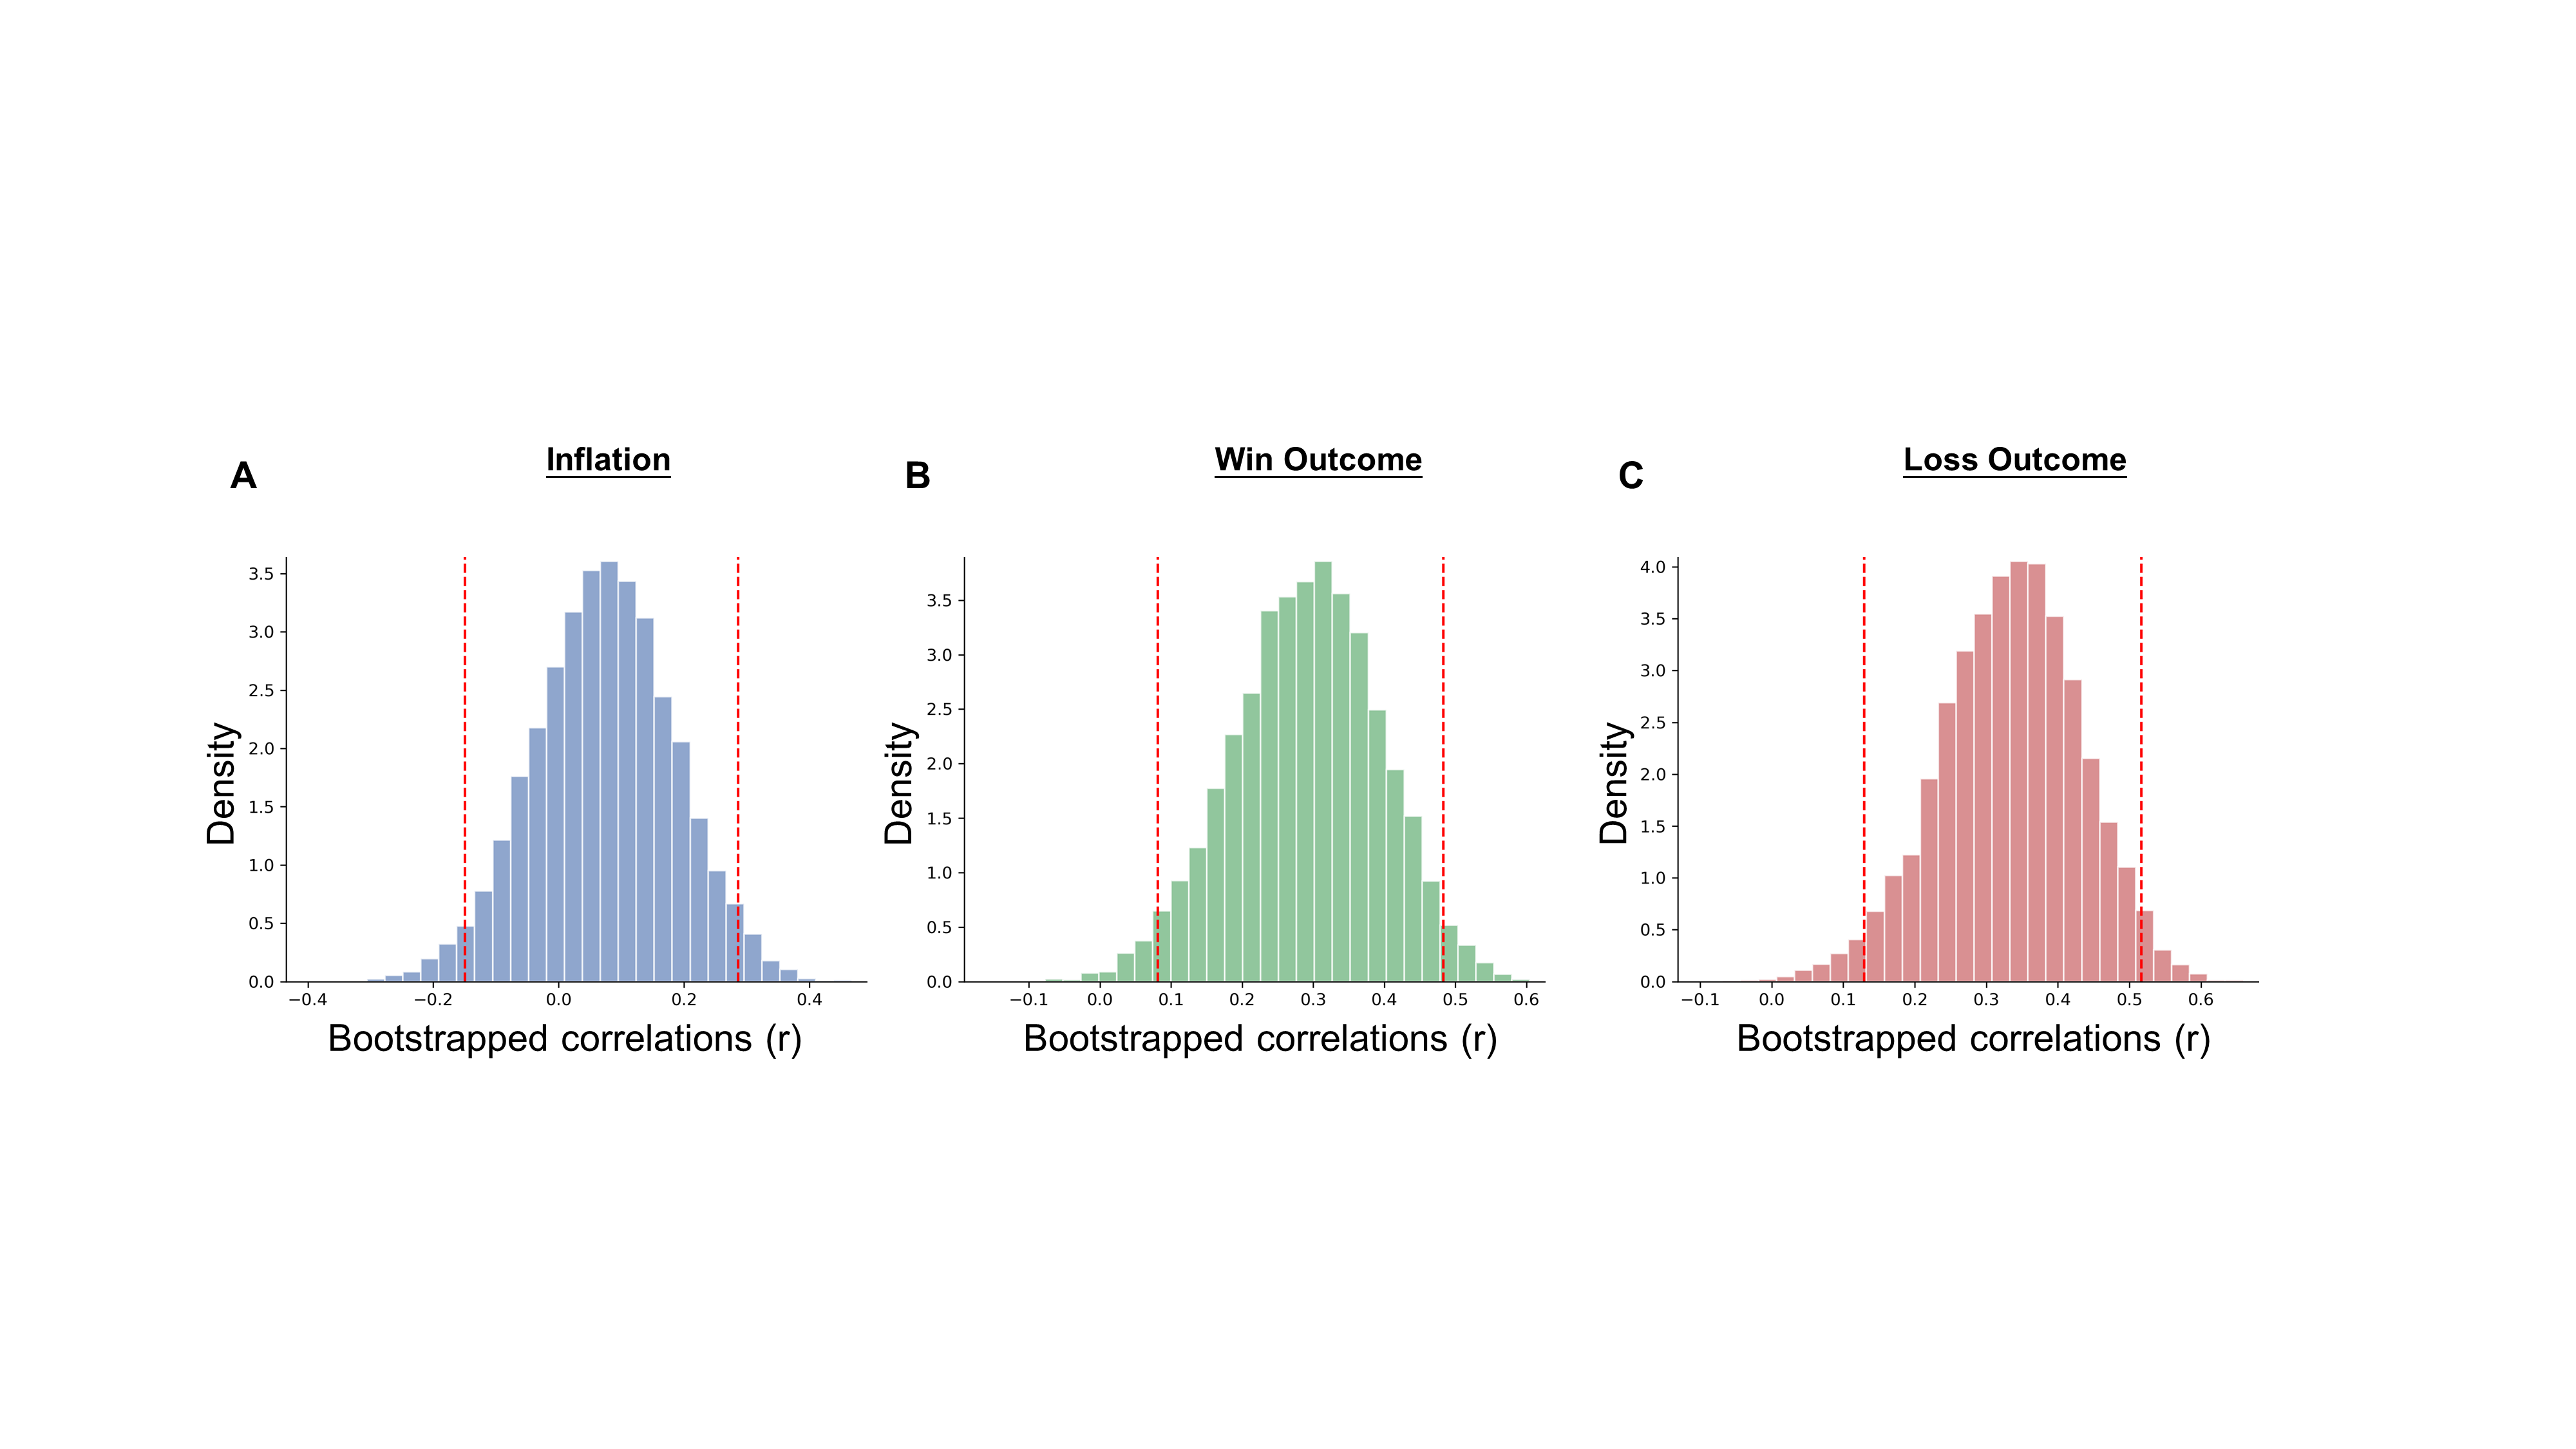 A
Inflation
Density
3.5
3.0
2.5
2.0
1.5
1.0
0.5
0.0
−0.4 −0.2 0.0 0.2 0.4
Bootstrapped correlations (r)
B
Win Outcome
Density
3.5
3.0
2.5
2.0
1.5
1.0
0.5
0.0
−0.1 0.0 0.1 0.2 0.3 0.4 0.5 0.6
Bootstrapped correlations (r)
C
Loss Outcome
Density
4.0
3.5
3.0
2.5
2.0
1.5
1.0
0.5
0.0
−0.1 0.0 0.1 0.2 0.3 0.4 0.5 0.6
Bootstrapped correlations (r)